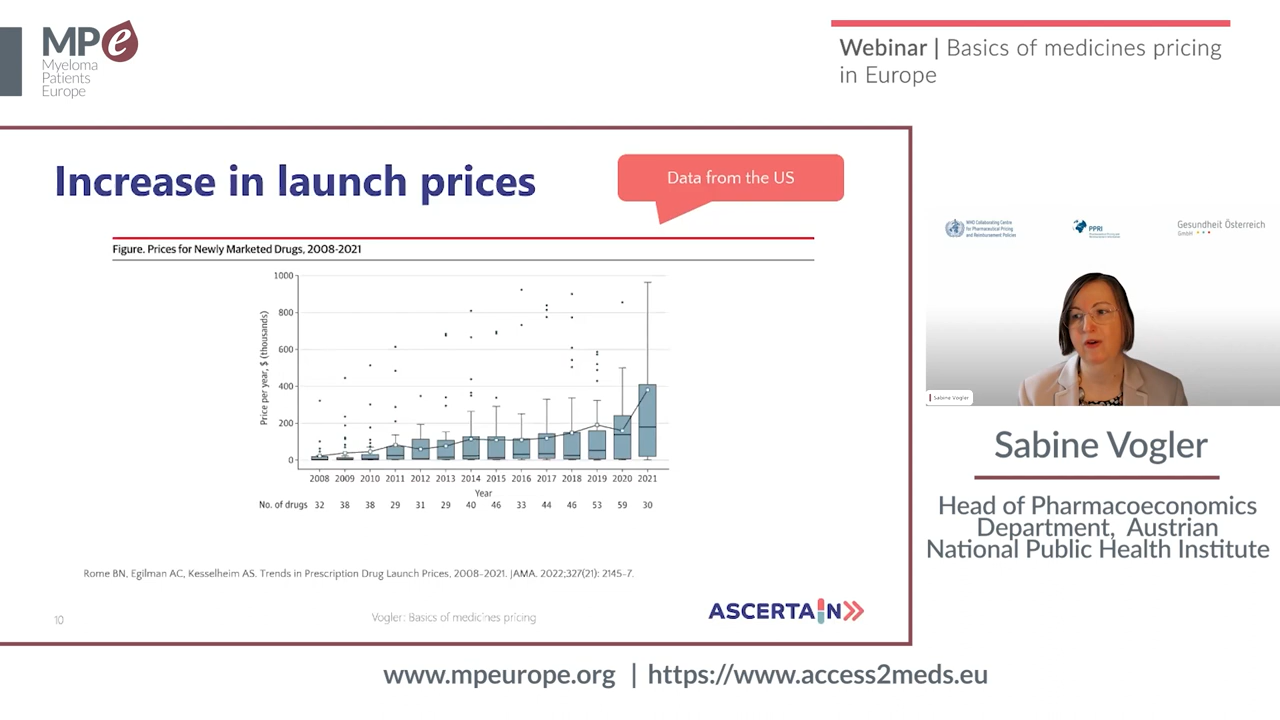 MPe
Myeloma
Patients
Europe
Webinar | Basics of medicines pricing
in Europe
Increase in launch prices
Data from the US
Figure. Prices for Newly Marketed Drugs, 2008-2021
Price per year, $ (thousands)
1000
800
600
400
200
0
2008 2009 2010 2011 2012 2013 2014 2015 2016 2017 2018 2019 2020 2021
Year
No. of drugs 32 38 38 29 31 29 40 46 33 44 46 53 59 30
Rome BN, Egilman AC, Kesselheim AS. Trends in Prescription Drug Launch Prices, 2008-2021. JAMA. 2022;327(21): 2145-7.
10
Vogler: Basics of medicines pricing
ASCERTAIN
WHO Collaborating Centre
for Pharmaceutical Pricing
and Reimbursement Policies
PPRI
Gesundheit Österreich
GmbH
Sabine Vogler
Sabine Vogler
Head of Pharmacoeconomics
Department, Austrian
National Public Health Institute
www.mpeurope.org | https://www.access2meds.eu